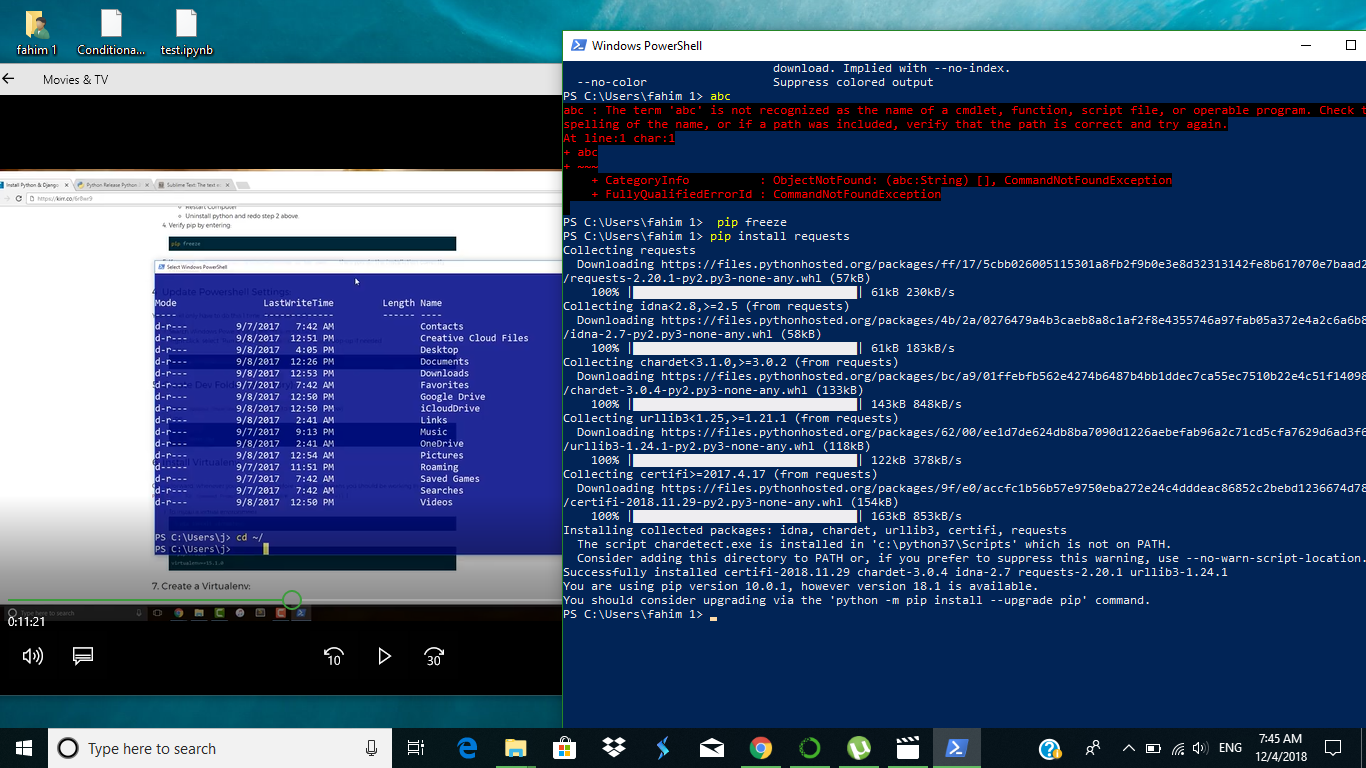 fahim 1
Conditiona...
test.ipynb
Movies & TV
Install Python & Django
Python Release Python
Sublime Text: The text e
https://kirr.co/6r8wr9
Restart Computer
Uninstall python and redo step 2 above
4. Verify pip by entering:
pip freeze
Select Windows PowerShell
4. Update Powershell Settings:
Mode LastWriteTime Length Name
---- ------------- ------ ----
d-r--- 9/7/2017 7:42 AM Contacts
d-r--- 9/8/2017 12:51 PM Creative Cloud Files
d-r--- 9/8/2017 4:05 PM Desktop
d-r--- 9/8/2017 12:26 PM Documents
d-r--- 9/8/2017 12:53 PM Downloads
d-r--- 9/7/2017 7:42 AM Favorites
d-r--- 9/8/2017 12:50 PM Google Drive
d-r--- 9/8/2017 12:50 PM iCloudDrive
d-r--- 9/8/2017 2:41 AM Links
d-r--- 9/7/2017 9:13 PM Music
d-r--- 9/8/2017 2:41 AM OneDrive
d-r--- 9/8/2017 12:54 PM Pictures
d----- 9/7/2017 11:51 PM Roaming
d-r--- 9/7/2017 7:42 AM Saved Games
d-r--- 9/7/2017 7:42 AM Searches
d-r--- 9/8/2017 12:50 PM Videos
PS C:\Users\j> cd ~/
PS C:\Users\j>
7. Create a Virtualenv:
Type here to search
0:11:21
10
30
Windows PowerShell
download. Implied with --no-index.
--no-color Suppress colored output
PS C:\Users\fahim 1> abc
abc : The term 'abc' is not recognized as the name of a cmdlet, function, script file, or operable program. Check t
spelling of the name, or if a path was included, verify that the path is correct and try again.
At line:1 char:1
+ abc
+ ~~~
+ CategoryInfo : ObjectNotFound: (abc:String) [], CommandNotFoundException
+ FullyQualifiedErrorId : CommandNotFoundException
PS C:\Users\fahim 1> pip freeze
PS C:\Users\fahim 1> pip install requests
Collecting requests
Downloading https://files.pythonhosted.org/packages/ff/17/5cbb026005115301a8fb2f9b0e3e8d32313142fe8b617070e7baad2
/requests-2.20.1-py2.py3-none-any.whl (57kB)
100% || 61kB 230kB/s
Collecting idna<2.8,>=2.5 (from requests)
Downloading https://files.pythonhosted.org/packages/4b/2a/0276479a4b3caeb8a8c1af2f8e4355746a97fab05a372e4a2c6a6b8
/idna-2.7-py2.py3-none-any.whl (58kB)
100% || 61kB 183kB/s
Collecting chardet<3.1.0,>=3.0.2 (from requests)
Downloading https://files.pythonhosted.org/packages/bc/a9/01ffebfb562e4274b6487b4bb1ddec7ca55ec7510b22e4c51f14098
/chardet-3.0.4-py2.py3-none-any.whl (133kB)
100% || 143kB 848kB/s
Collecting urllib3<1.25,>=1.21.1 (from requests)
Downloading https://files.pythonhosted.org/packages/62/00/ee1d7de624db8ba7090d1226aebefab96a2c71cd5cfa7629d6ad3f6
/urllib3-1.24.1-py2.py3-none-any.whl (118kB)
100% || 122kB 378kB/s
Collecting certifi>=2017.4.17 (from requests)
Downloading https://files.pythonhosted.org/packages/9f/e0/accfc1b56b57e9750eba272e24c4dddeac86852c2bebd1236674d78
/certifi-2018.11.29-py2.py3-none-any.whl (154kB)
100% || 163kB 853kB/s
Installing collected packages: idna, chardet, urllib3, certifi, requests
The script chardetect.exe is installed in 'c:\python37\Scripts' which is not on PATH.
Consider adding this directory to PATH or, if you prefer to suppress this warning, use --no-warn-script-location.
Successfully installed certifi-2018.11.29 chardet-3.0.4 idna-2.7 requests-2.20.1 urllib3-1.24.1
You are using pip version 10.0.1, however version 18.1 is available.
You should consider upgrading via the 'python -m pip install --upgrade pip' command.
PS C:\Users\fahim 1>
Type here to search
ENG
7:45 AM
12/4/2018